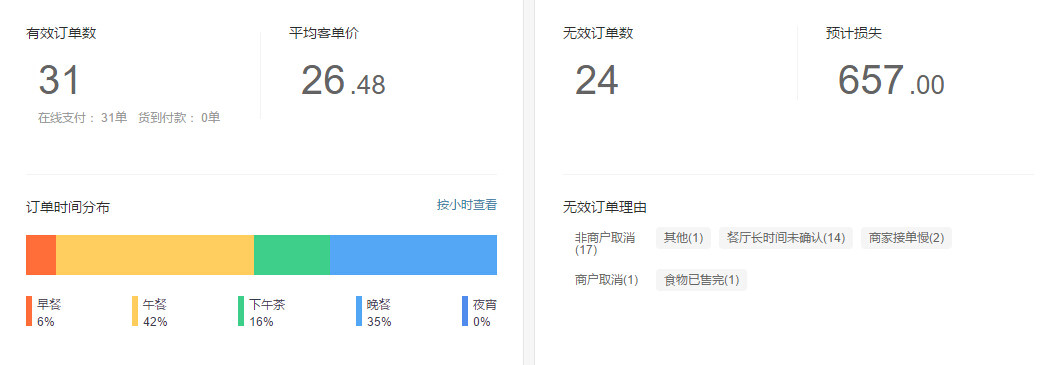 有效订单数
31
在线支付： 31单 货到付款： 0单
平均客单价
26.48
订单时间分布
按小时查看
早餐
6%
午餐
42%
下午茶
16%
晚餐
35%
夜宵
0%
无效订单数
24
预计损失
657.00
无效订单理由
非商户取消
(17)
其他(1) 餐厅长时间未确认(14) 商家接单慢(2)
商户取消(1) 食物已售完(1)